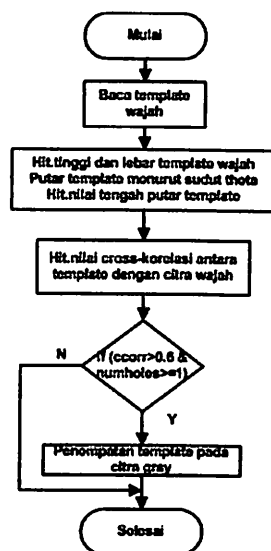 Mulai
Baca template
wajah
Hit.tinggi dan lebar template wajah
Putar template menurut sudut theta
Hit.nilai tengah putar template
Hit.nilai cross-korelasi antara
template dengan citra wajah
N
If (ccorr>0.6 &
numholes>=1)
Y
Penempatan template pada
citra gray
Selesai